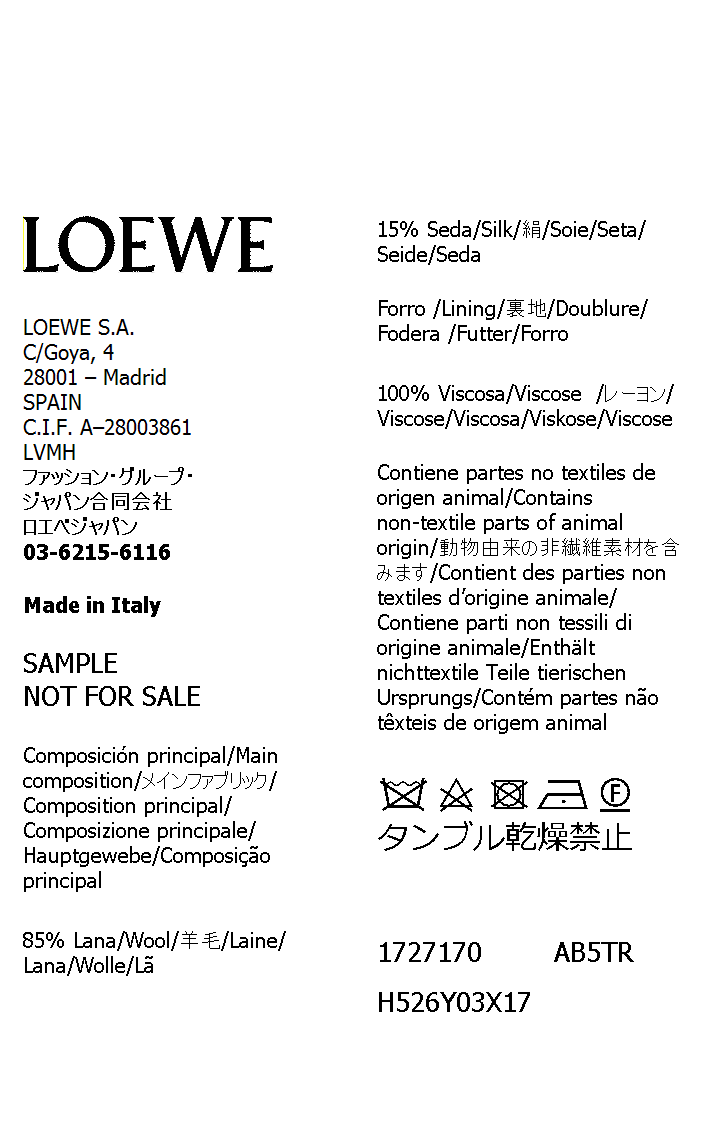 LOEWE
LOEWE S.A.
C/Goya, 4
28001 – Madrid
SPAIN
C.I.F. A–28003861
LVMH
ファッション・グループ・
ジャパン合同会社
ロエベジャパン
03-6215-6116
Made in Italy
SAMPLE
NOT FOR SALE
Composición principal/Main
composition/メインファブリック/
Composition principal/
Composizione principale/
Hauptgewebe/Composição
principal
85% Lana/Wool/羊毛/Laine/
Lana/Wolle/Lã
15% Seda/Silk/絹/Soie/Seta/
Seide/Seda
Forro /Lining/裏地/Doublure/
Fodera /Futter/Forro
100% Viscosa/Viscose /レーヨン/
Viscose/Viscosa/Viskose/Viscose
Contiene partes no textiles de
origen animal/Contains
non-textile parts of animal
origin/動物由来の非繊維素材を含
みます/Contient des parties non
textiles d’origine animale/
Contiene parti non tessili di
origine animale/Enthält
nichttextile Teile tierischen
Ursprungs/Contém partes não
têxteis de origem animal
F
タンブル乾燥禁止
1727170 AB5TR
H526Y03X17